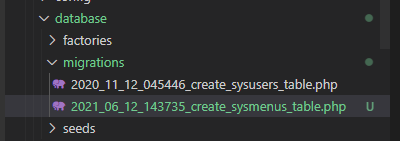 database
factories
migrations
2020_11_12_045446_create_sysusers_table.php
2021_06_12_143735_create_sysmenus_table.php U
seeds